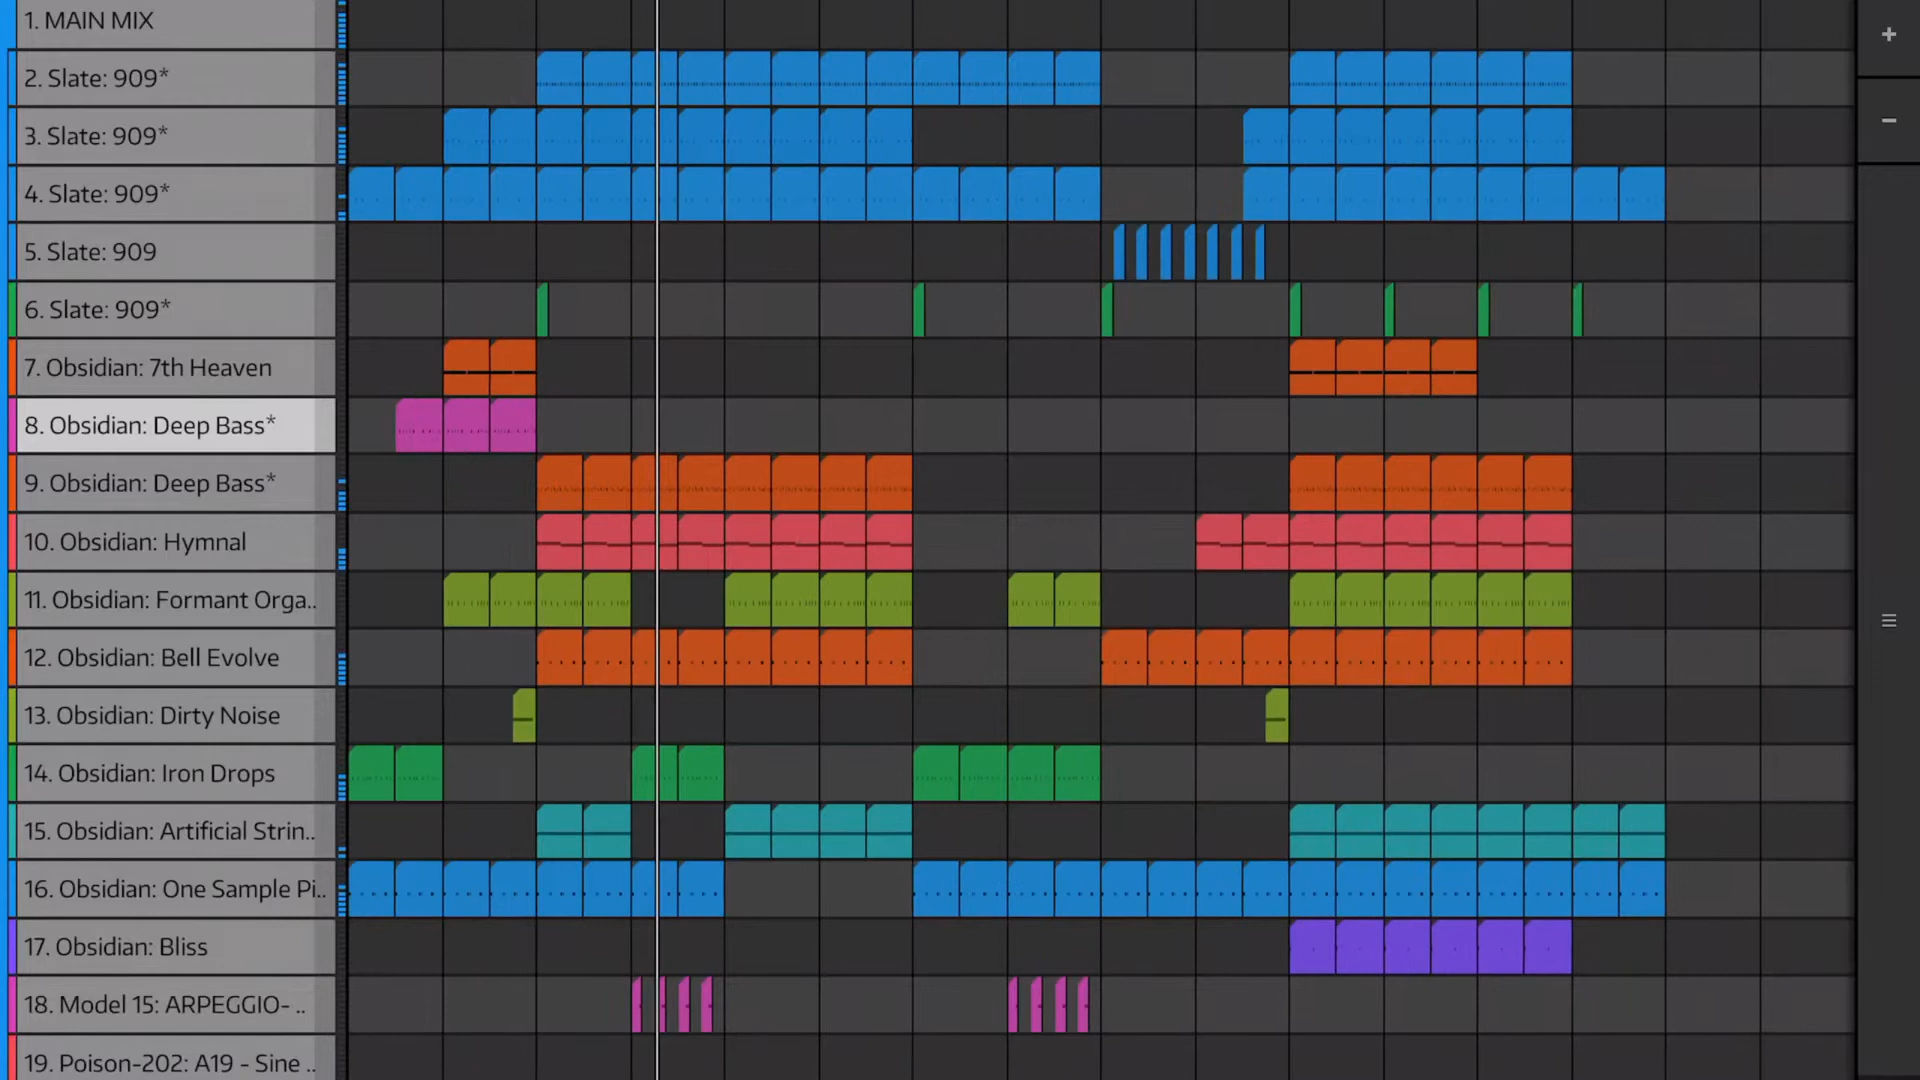 1. MAIN MIX
2. Slate: 909*
3. Slate: 909*
4. Slate: 909*
5. Slate: 909
6. Slate: 909*
7. Obsidian: 7th Heaven
8. Obsidian: Deep Bass*
9. Obsidian: Deep Bass*
10. Obsidian: Hymnal
11. Obsidian: Formant Orga..
12. Obsidian: Bell Evolve
13. Obsidian: Dirty Noise
14. Obsidian: Iron Drops
15. Obsidian: Artificial Strin..
16. Obsidian: One Sample Pi..
17. Obsidian: Bliss
18. Model 15: ARPEGGIO- ..
19. Poison-202: A19 - Sine ..